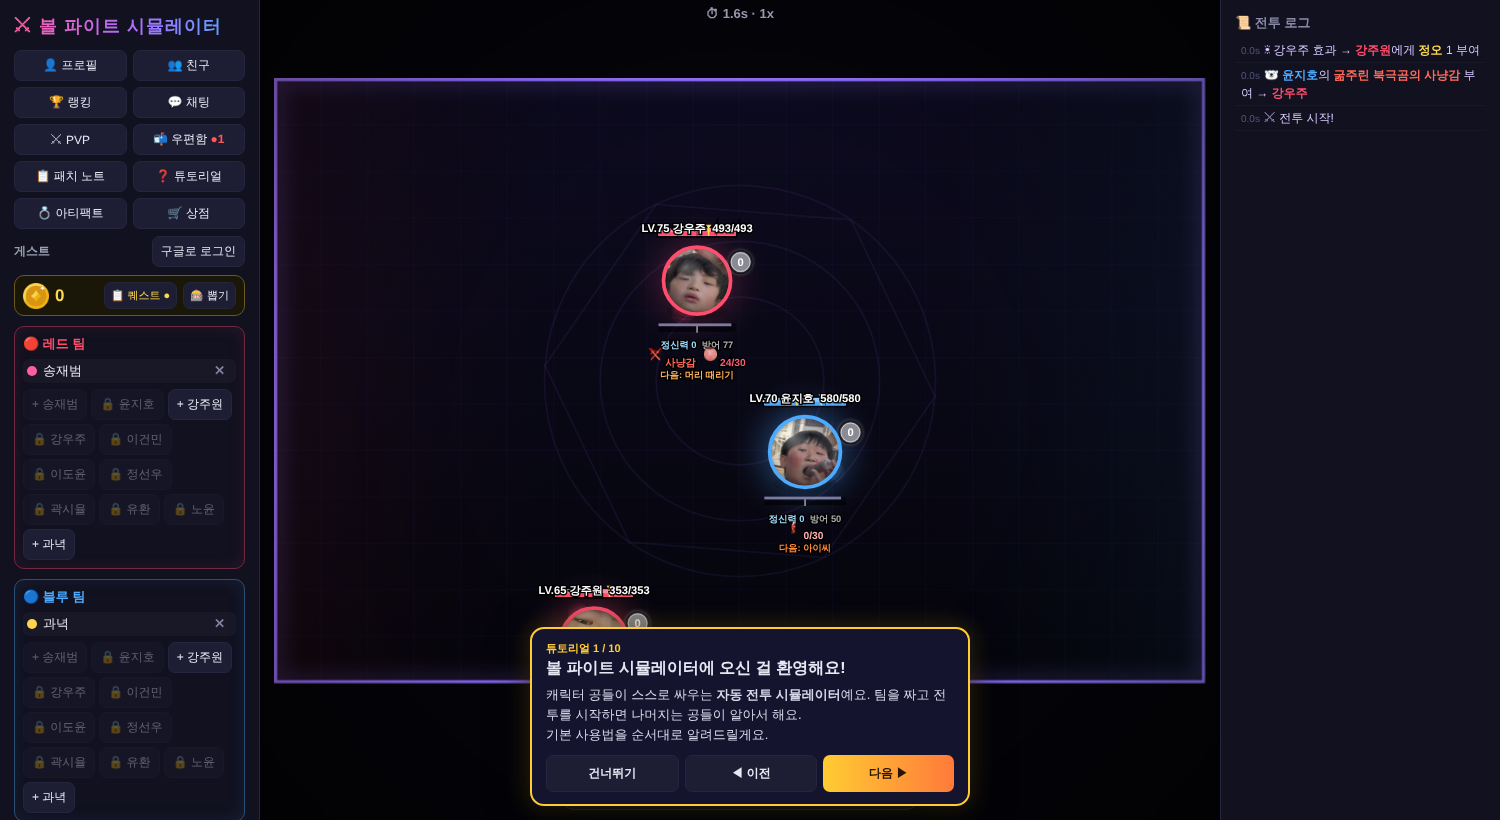 ⚔ 볼 파이트 시뮬레이터
👤 프로필
👥 친구
🏆 랭킹
💬 채팅
⚔ PVP
📬 우편함 ●1
📋 패치 노트
❓ 튜토리얼
💍 아티팩트
🛒 상점
게스트
구글로 로그인
0
📋 퀘스트 ●
🎰 뽑기
🔴 레드 팀
송재범 ✕
+ 송재범
🔒 윤지호
+ 강주원
🔒 강우주
🔒 이건민
🔒 이도윤
🔒 정선우
🔒 곽시율
🔒 유환
🔒 노윤
+ 과녁
🔵 블루 팀
과녁 ✕
+ 송재범
🔒 윤지호
+ 강주원
🔒 강우주
🔒 이건민
🔒 이도윤
🔒 정선우
🔒 곽시율
🔒 유환
🔒 노윤
+ 과녁
⏱ 1.6s · 1x
LV.75 강우주 493/493
0
정신력 0 방어 77
사냥감 24/30
다음: 머리 때리기
LV.70 윤지호 580/580
0
정신력 0 방어 50
0/30
다음: 아이씨
LV.65 강주원 353/353
0
튜토리얼 1 / 10
볼 파이트 시뮬레이터에 오신 걸 환영해요!
캐릭터 공들이 스스로 싸우는 자동 전투 시뮬레이터예요. 팀을 짜고 전
투를 시작하면 나머지는 공들이 알아서 해요.
기본 사용법을 순서대로 알려드릴게요.
건너뛰기
◀ 이전
다음 ▶
📜 전투 로그
0.0s 강우주 효과 → 강주원에게 정오 1 부여
0.0s 🐻‍❄️ 윤지호의 굶주린 북극곰의 사냥감 부
여 → 강우주
0.0s ⚔ 전투 시작!